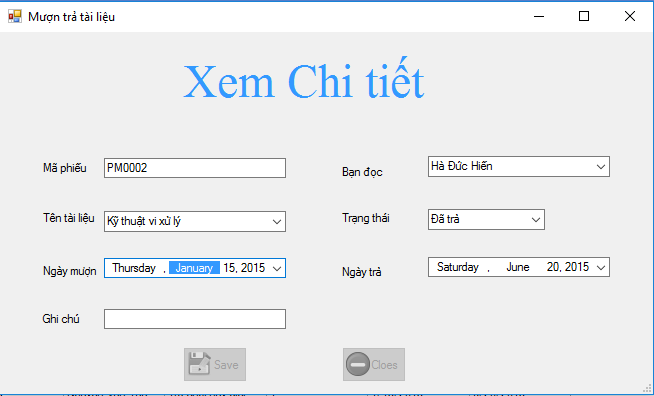 Mượn trả tài liệu
Xem Chi tiết
Mã phiếu PM0002 Bạn đọc Hà Đức Hiến
Tên tài liệu Kỹ thuật vi xử lý Trạng thái Đã trả
Ngày mượn Thursday , January 15, 2015 Ngày trả Saturday , June 20, 2015
Ghi chú
Save Cloes